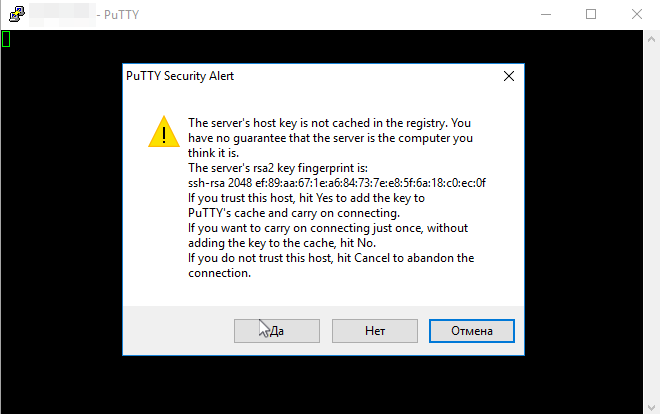 - PuTTY
PuTTY Security Alert
The server's host key is not cached in the registry. You
have no guarantee that the server is the computer you
think it is.
The server's rsa2 key fingerprint is:
ssh-rsa 2048 ef:89:aa:67:1e:a6:84:73:7e:e8:5f:6a:18:c0:ec:0f
If you trust this host, hit Yes to add the key to
PuTTY's cache and carry on connecting.
If you want to carry on connecting just once, without
adding the key to the cache, hit No.
If you do not trust this host, hit Cancel to abandon the
connection.
Да Нет Отмена